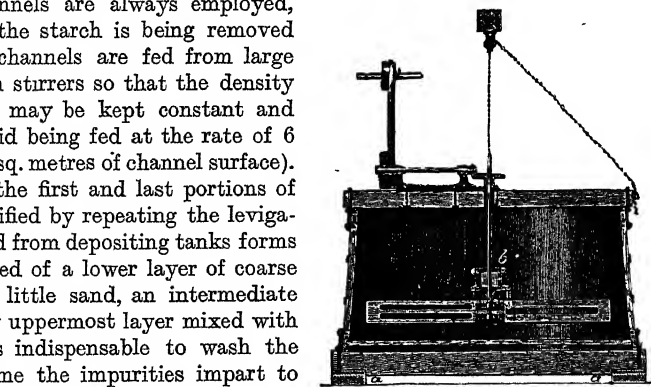 nnels are always employed,
the starch is being removed
channels are fed from large
stirrers so that the density
may be kept constant and
id being fed at the rate of 6
sq. metres of channel surface).
the first and last portions of
ified by repeating the leviga-
d from depositing tanks forms
ed of a lower layer of coarse
little sand, an intermediate
uppermost layer mixed with
s indispensable to wash the
me the impurities impart to
b
a
a